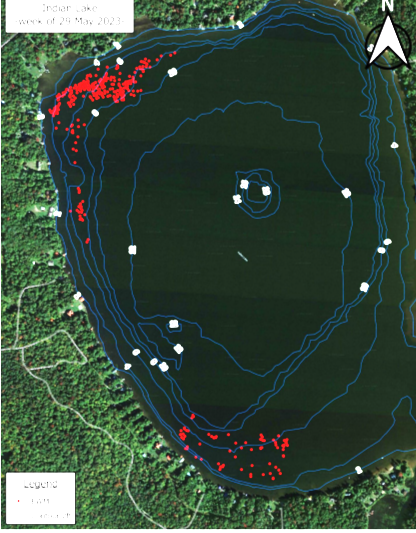 Indian Lake
week of 29 May 2023
N
Legend